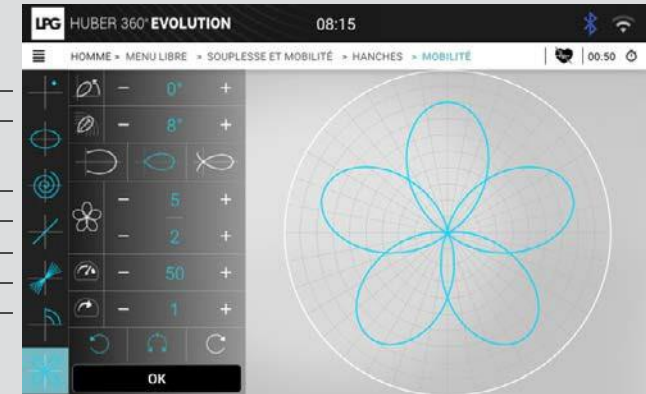 LPG HUBER 360° EVOLUTION 08:15
HOMME » MENU LIBRE » SOUPLESSE ET MOBILITÉ » HANCHES » MOBILITÉ 00:50
- 0° +
- 8° +
- 5 +
- 2 +
- 50 +
- 1 +
OK